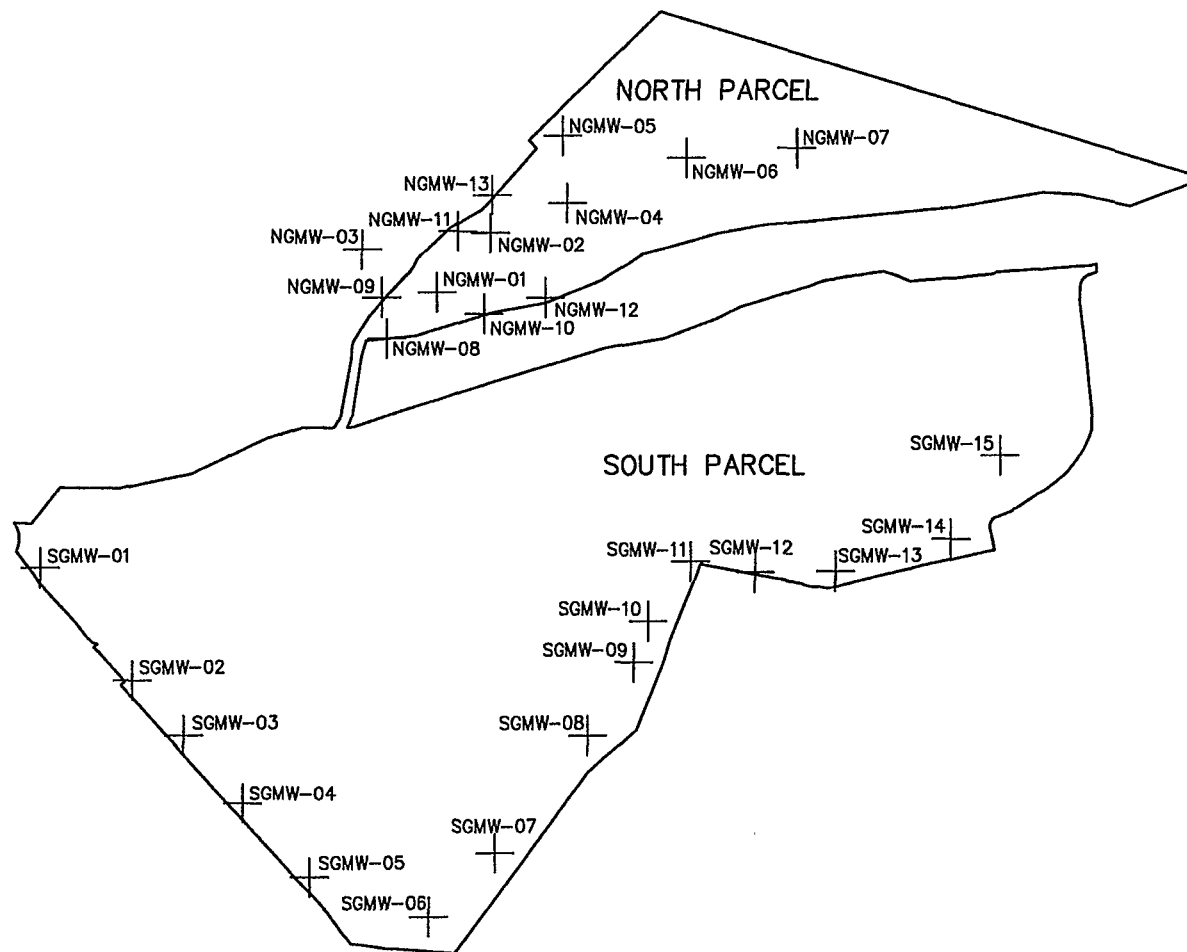 NORTH PARCEL
NGMW-05
NGMW-07
NGMW-06
NGMW-13
NGMW-04
NGMW-11
NGMW-02
NGMW-03
NGMW-01
NGMW-09
NGMW-12
NGMW-10
NGMW-08
SGMW-15
SOUTH PARCEL
SGMW-14
SGMW-01
SGMW-11
SGMW-12
SGMW-13
SGMW-10
SGMW-09
SGMW-02
SGMW-03
SGMW-08
SGMW-04
SGMW-07
SGMW-05
SGMW-06